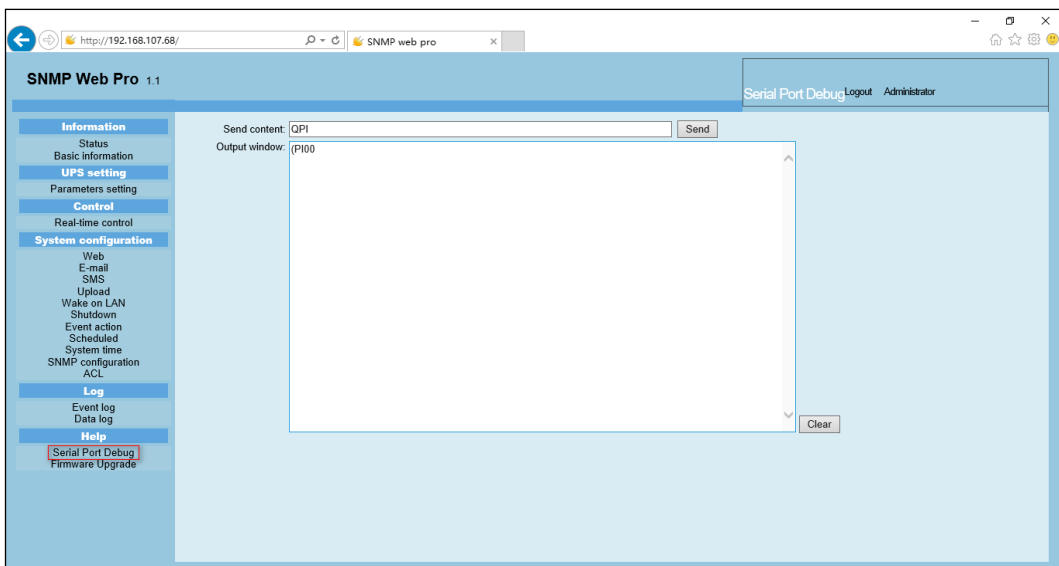 http://192.168.107.68/
SNMP web pro
SNMP Web Pro 1.1
Serial Port Debug Logout Administrator
Information
Status
Basic information
UPS setting
Parameters setting
Control
Real-time control
System configuration
Web
E-mail
SMS
Upload
Wake on LAN
Shutdown
Event action
Scheduled
System time
SNMP configuration
ACL
Log
Event log
Data log
Help
Serial Port Debug
Firmware Upgrade
Send content: QPI Send
Output window: (PI00
Clear